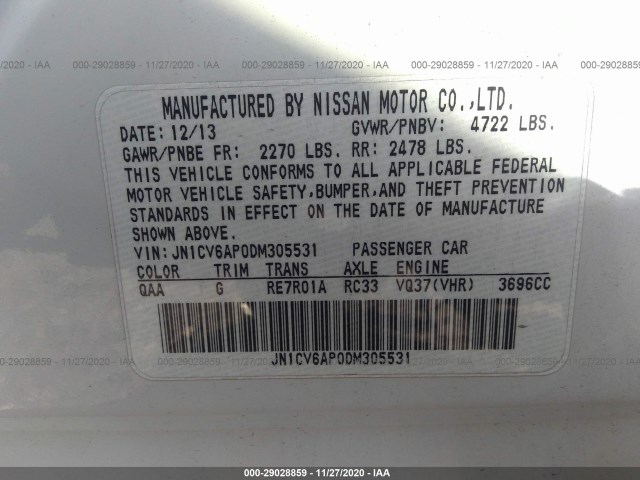 000-29028859 - 11/27/2020 - IAA 000-29028859 - 11/27/2020 - IAA 000-29028859 - 11/27/2020 - IAA
MANUFACTURED BY NISSAN MOTOR CO.,LTD.
DATE: 12/13 GVWR/PNBV: 4722 LBS.
GAWR/PNBE FR: 2270 LBS. RR: 2478 LBS.
THIS VEHICLE CONFORMS TO ALL APPLICABLE FEDERAL
MOTOR VEHICLE SAFETY,BUMPER,AND THEFT PREVENTION
STANDARDS IN EFFECT ON THE DATE OF MANUFACTURE
SHOWN ABOVE.
VIN: JN1CV6AP0DM305531 PASSENGER CAR
COLOR TRIM TRANS AXLE ENGINE
QAA G RE7R01A RC33 VQ37(VHR) 3696CC
JN1CV6AP0DM305531
000-29028859 - 11/27/2020 - IAA